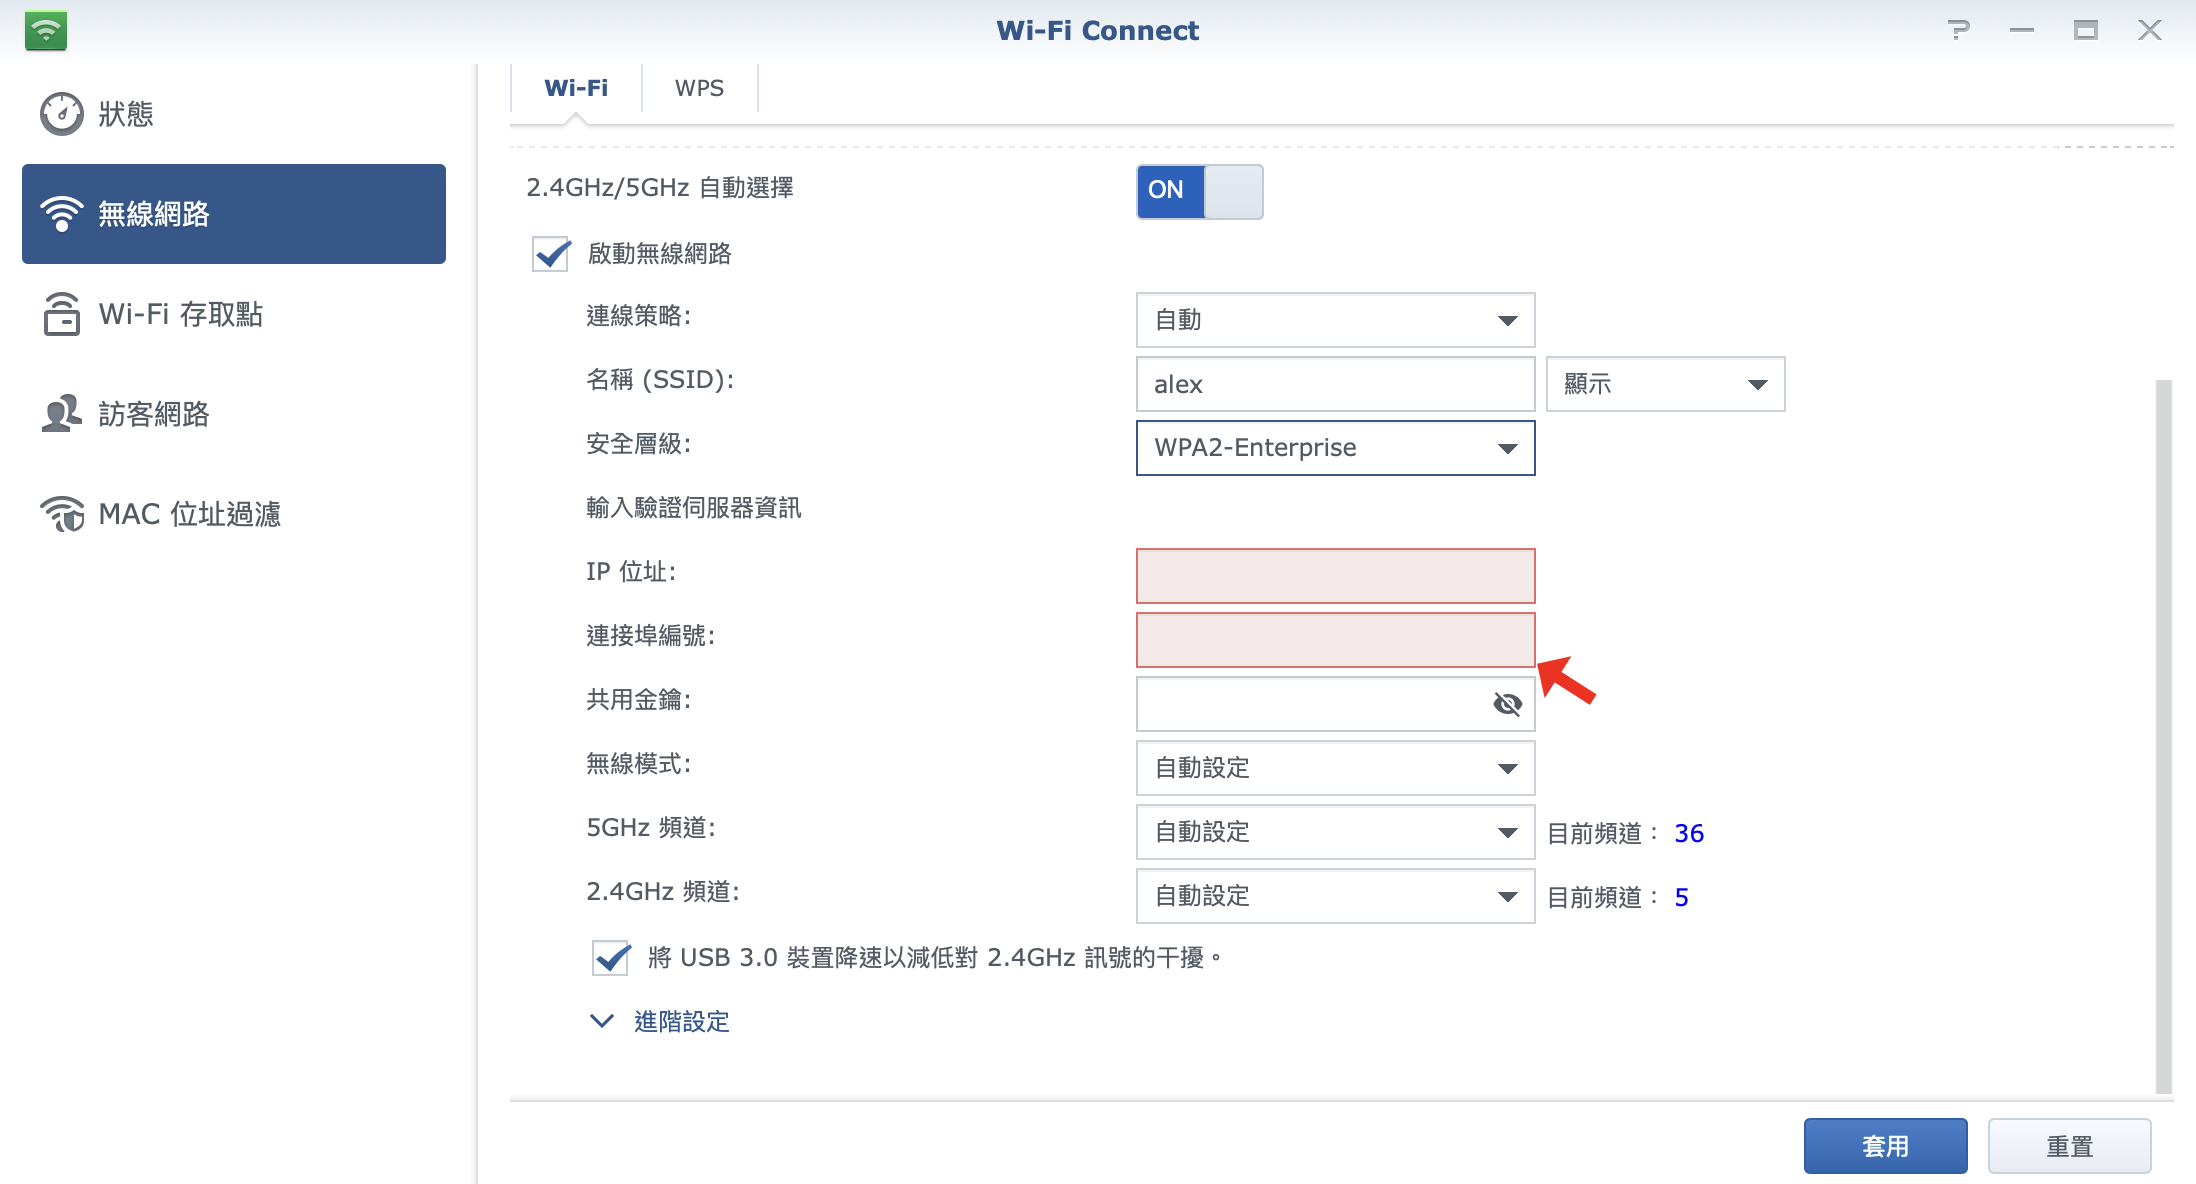 Wi-Fi Connect
狀態
無線網路
Wi-Fi 存取點
訪客網路
MAC 位址過濾
Wi-Fi
WPS
2.4GHz/5GHz 自動選擇
ON
啟動無線網路
連線策略:
自動
名稱 (SSID):
alex
顯示
安全層級:
WPA2-Enterprise
輸入驗證伺服器資訊
IP 位址:
連接埠編號:
共用金鑰:
無線模式:
自動設定
5GHz 頻道:
自動設定
目前頻道： 36
2.4GHz 頻道:
自動設定
目前頻道： 5
將 USB 3.0 裝置降速以減低對 2.4GHz 訊號的干擾。
進階設定
套用
重置